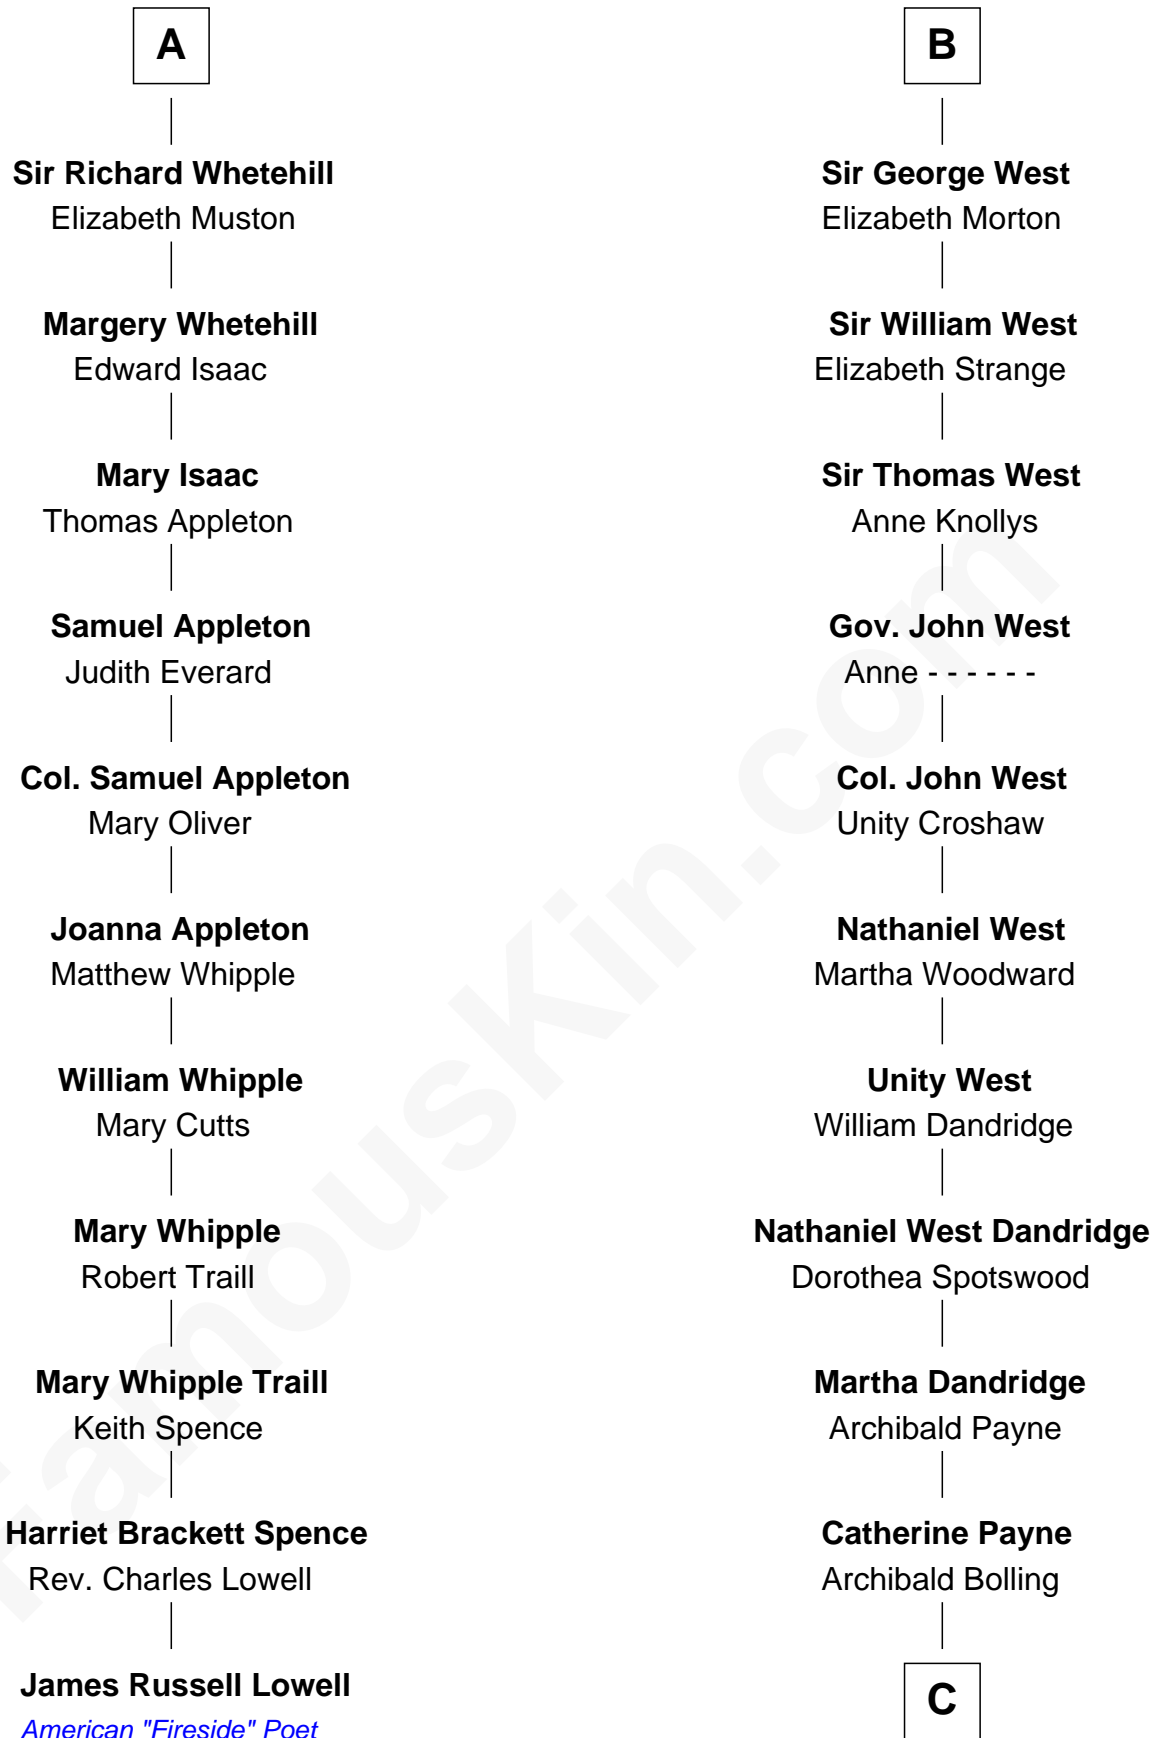 A
Sir Richard Whetehill
Elizabeth Muston
Margery Whetehill
Edward Isaac
Mary Isaac
Thomas Appleton
Samuel Appleton
Judith Everard
Col. Samuel Appleton
Mary Oliver
Joanna Appleton
Matthew Whipple
William Whipple
Mary Cutts
Mary Whipple
Robert Traill
Mary Whipple Traill
Keith Spence
Harriet Brackett Spence
Rev. Charles Lowell
James Russell Lowell
American "Fireside" Poet
B
Sir George West
Elizabeth Morton
Sir William West
Elizabeth Strange
Sir Thomas West
Anne Knollys
Gov. John West
Anne - - - - - -
Col. John West
Unity Croshaw
Nathaniel West
Martha Woodward
Unity West
William Dandridge
Nathaniel West Dandridge
Dorothea Spotswood
Martha Dandridge
Archibald Payne
Catherine Payne
Archibald Bolling
C
FamousKin.com